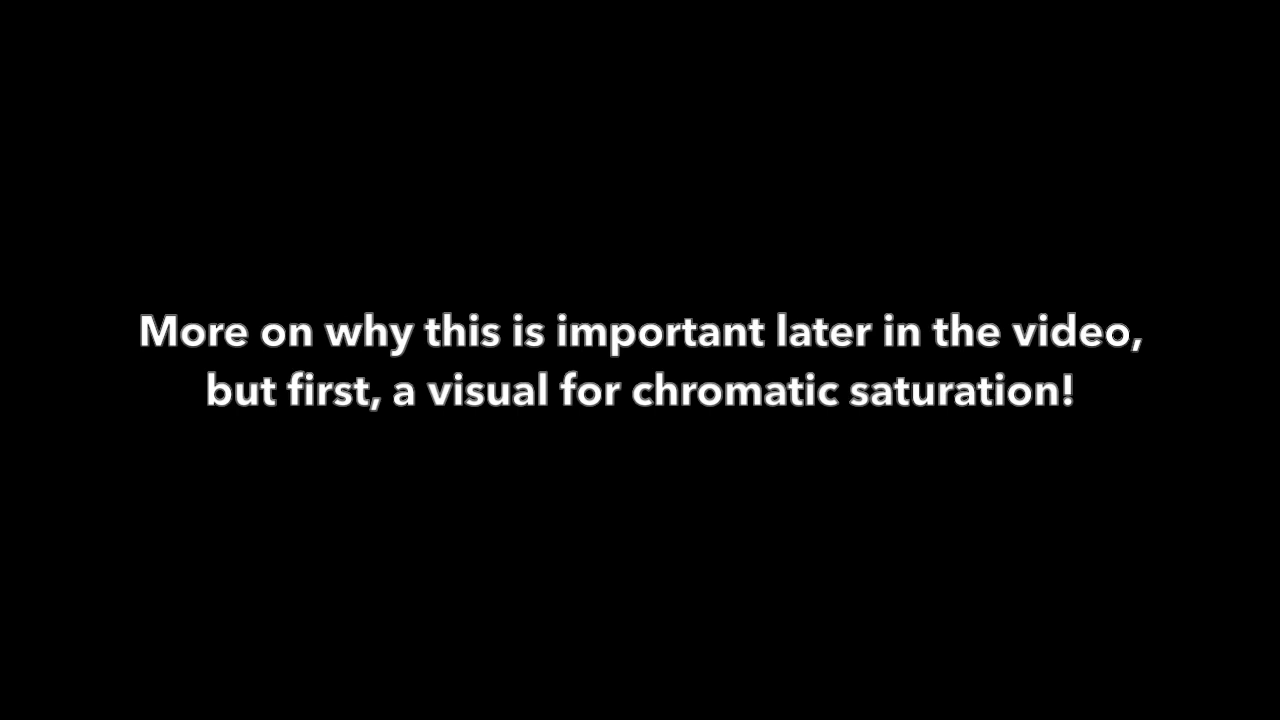 More on why this is important later in the video,
but first, a visual for chromatic saturation!